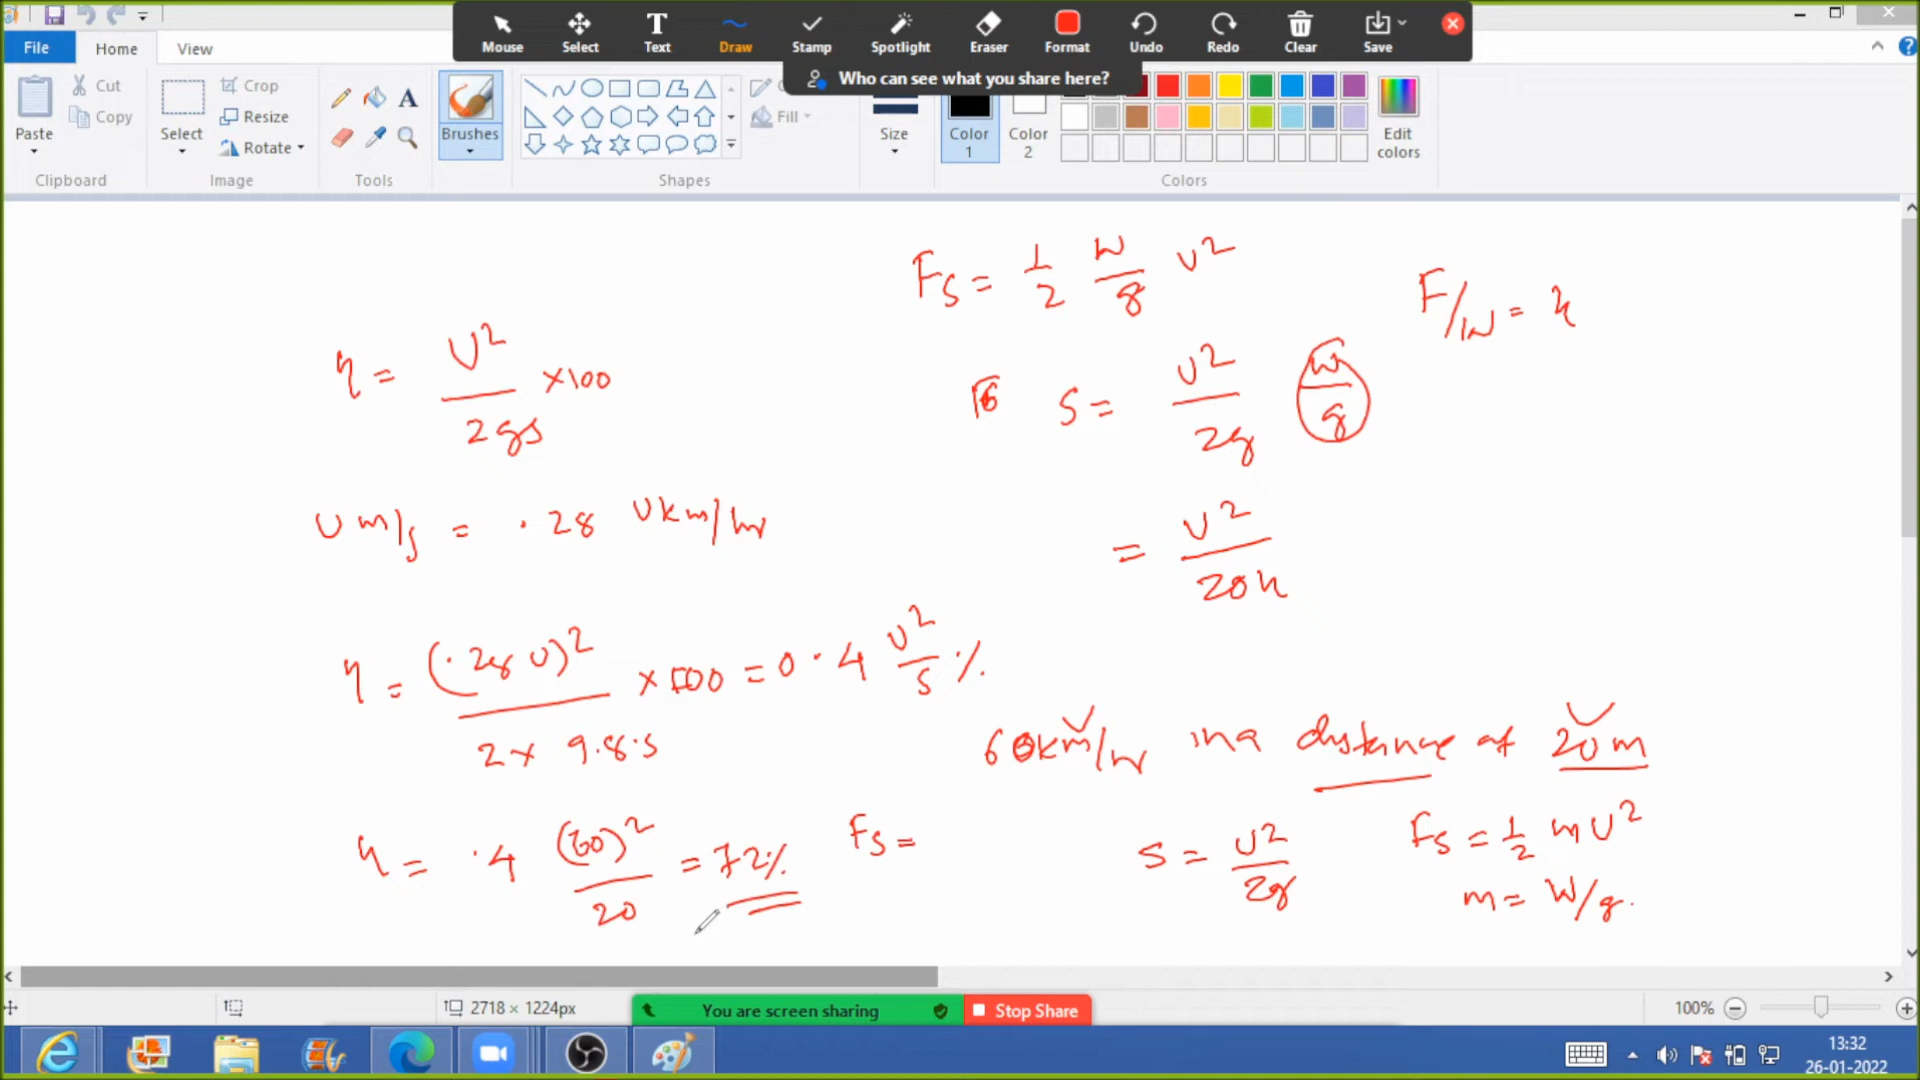 Mouse Select Text Draw Stamp Spotlight Eraser Format Undo Redo Clear Save
File Home View
Who can see what you share here?
Paste Cut Copy
Select Crop Resize Rotate
Brushes
Fill
Size
Color 1 Color 2
Edit colors
Clipboard Image Tools Shapes Colors
Fs = 1/2 W/g v²
F/W = η
η = v²/2gs ×100
S = v²/2g W/g
v m/s = .28 v km/hr
= v²/20η
η = (.28 v)²/2× 9.8.s × 100 = 0.4 v²/s %
60km/hr in a distance of 20 m
η = .4 (60)²/20 = 72%
Fs =
S = v²/2g
Fs = 1/2 m v²
m = W/g.
2718 × 1224px
You are screen sharing Stop Share
100%
13:32
26-01-2022